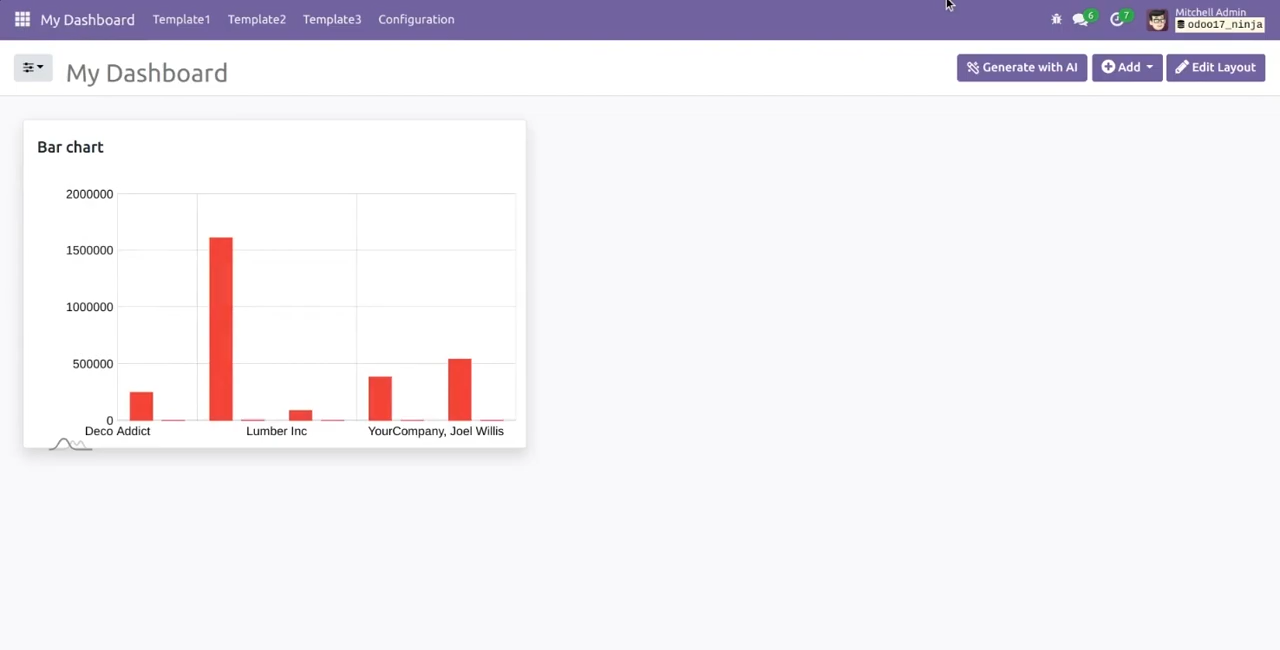 My Dashboard Template1 Template2 Template3 Configuration 6 7 Mitchell Admin
odoo17_ninja
My Dashboard Generate with AI Add Edit Layout
Bar chart
2000000
1500000
1000000
500000
0
Deco Addict Lumber Inc YourCompany, Joel Willis